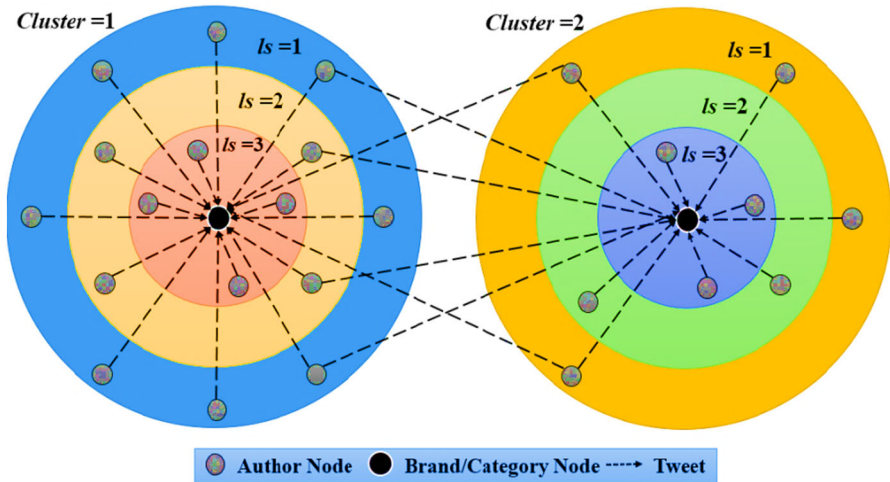 Cluster =1
ls =1
ls =2
ls =3
Cluster =2
ls =1
ls =2
ls =3
Author Node
Brand/Category Node
Tweet